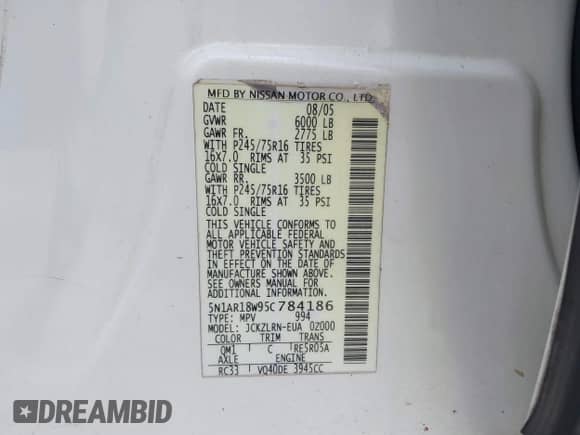 MFD BY NISSAN MOTOR CO., LTD.
DATE 08/05
GVWR 6000 LB
GAWR FR. 2775 LB
WITH P245/75R16 TIRES
16X7.0 RIMS AT 35 PSI
COLD SINGLE
GAWR RR. 3500 LB
WITH P245/75R16 TIRES
16X7.0 RIMS AT 35 PSI
COLD SINGLE
THIS VEHICLE CONFORMS TO
ALL APPLICABLE FEDERAL
MOTOR VEHICLE SAFETY AND
THEFT PREVENTION STANDARDS
IN EFFECT ON THE DATE OF
MANUFACTURE SHOWN ABOVE.
SEE OWNERS MANUAL FOR
ADDITIONAL INFORMATION.
5N1AR18W95C784186
TYPE: MPV 994
MODEL: JCKZLRN-EUA 02000
COLOR TRIM TRANS
QM1 C RE5R05A
AXLE ENGINE
RC33 VQ40DE 3945CC
DREAMBID